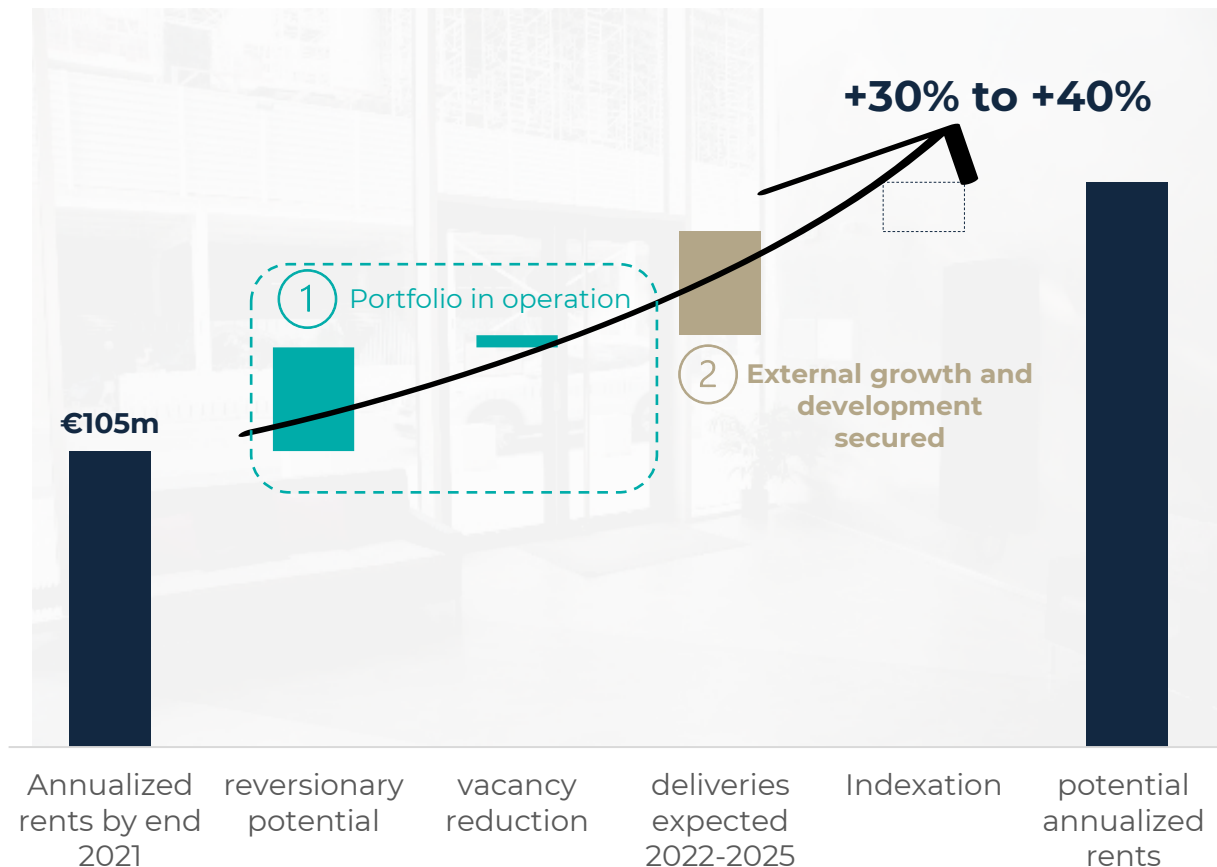 +30% to +40%
1 Portfolio in operation
2 External growth and
development
secured
€105m
Annualized
rents by end
2021
reversionary
potential
vacancy
reduction
deliveries
expected
2022-2025
Indexation
potential
annualized
rents